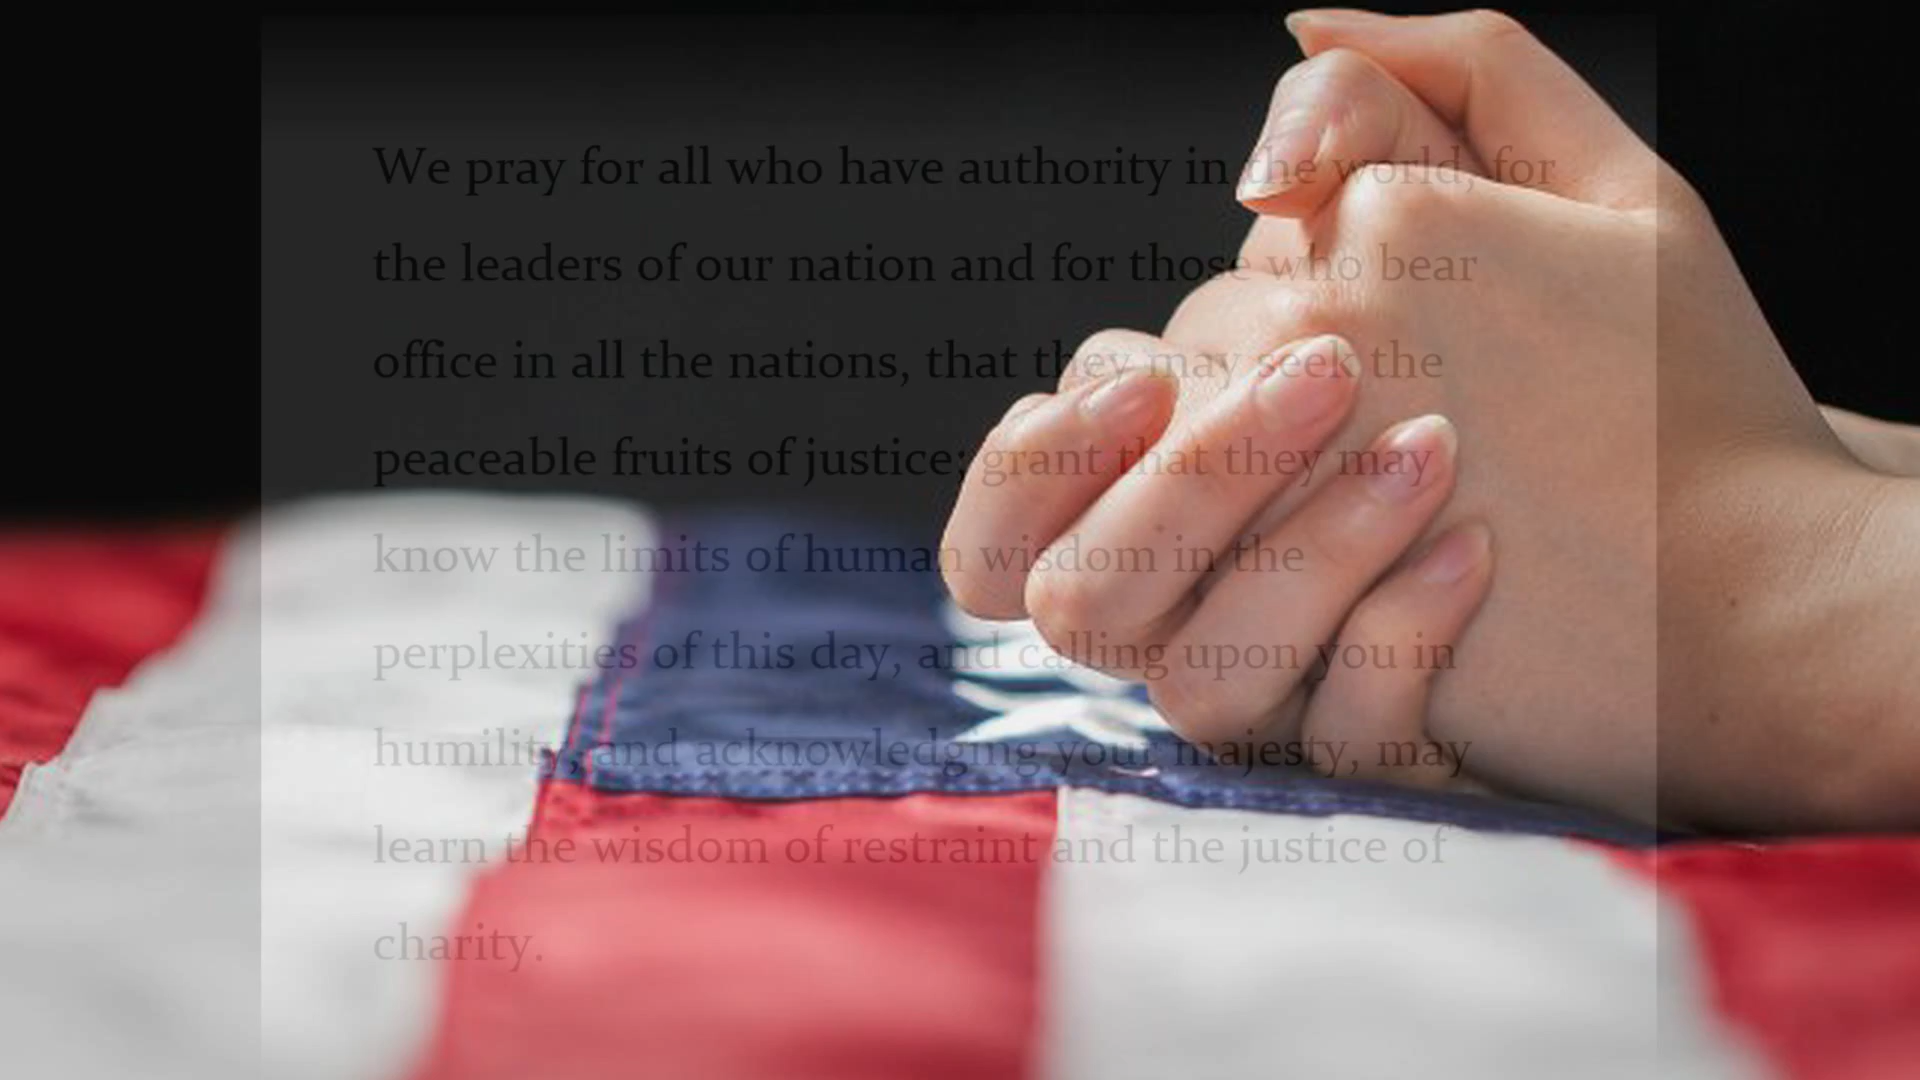 We pray for all who have authority in the world, for
the leaders of our nation and for those who bear
office in all the nations, that they may seek the
peaceable fruits of justice; grant that they may
know the limits of human wisdom in the
perplexities of this day, and calling upon you in
humility, and acknowledging your majesty, may
learn the wisdom of restraint and the justice of
charity.